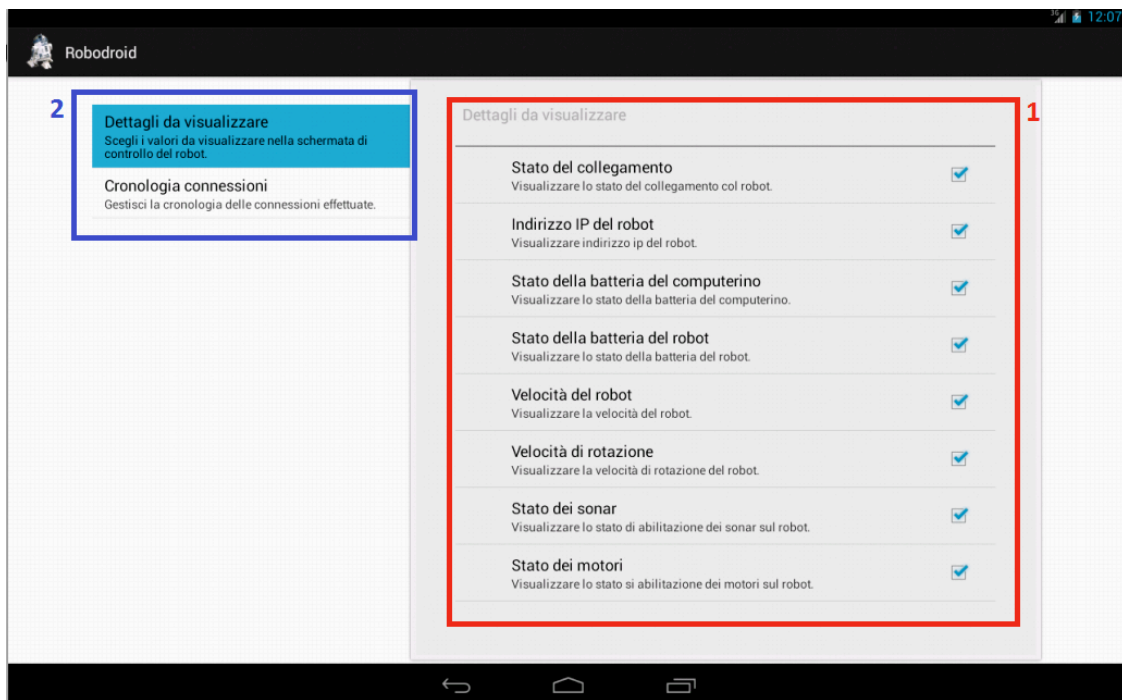 3G 12:07
Robodroid
2
Dettagli da visualizzare
Scegli i valori da visualizzare nella schermata di
controllo del robot.
Cronologia connessioni
Gestisci la cronologia delle connessioni effettuate.
1
Dettagli da visualizzare
Stato del collegamento
Visualizzare lo stato del collegamento col robot.
Indirizzo IP del robot
Visualizzare indirizzo ip del robot.
Stato della batteria del computerino
Visualizzare lo stato della batteria del computerino.
Stato della batteria del robot
Visualizzare lo stato della batteria del robot.
Velocità del robot
Visualizzare la velocità del robot.
Velocità di rotazione
Visualizzare la velocità di rotazione del robot.
Stato dei sonar
Visualizzare lo stato di abilitazione dei sonar sul robot.
Stato dei motori
Visualizzare lo stato si abilitazione dei motori sul robot.